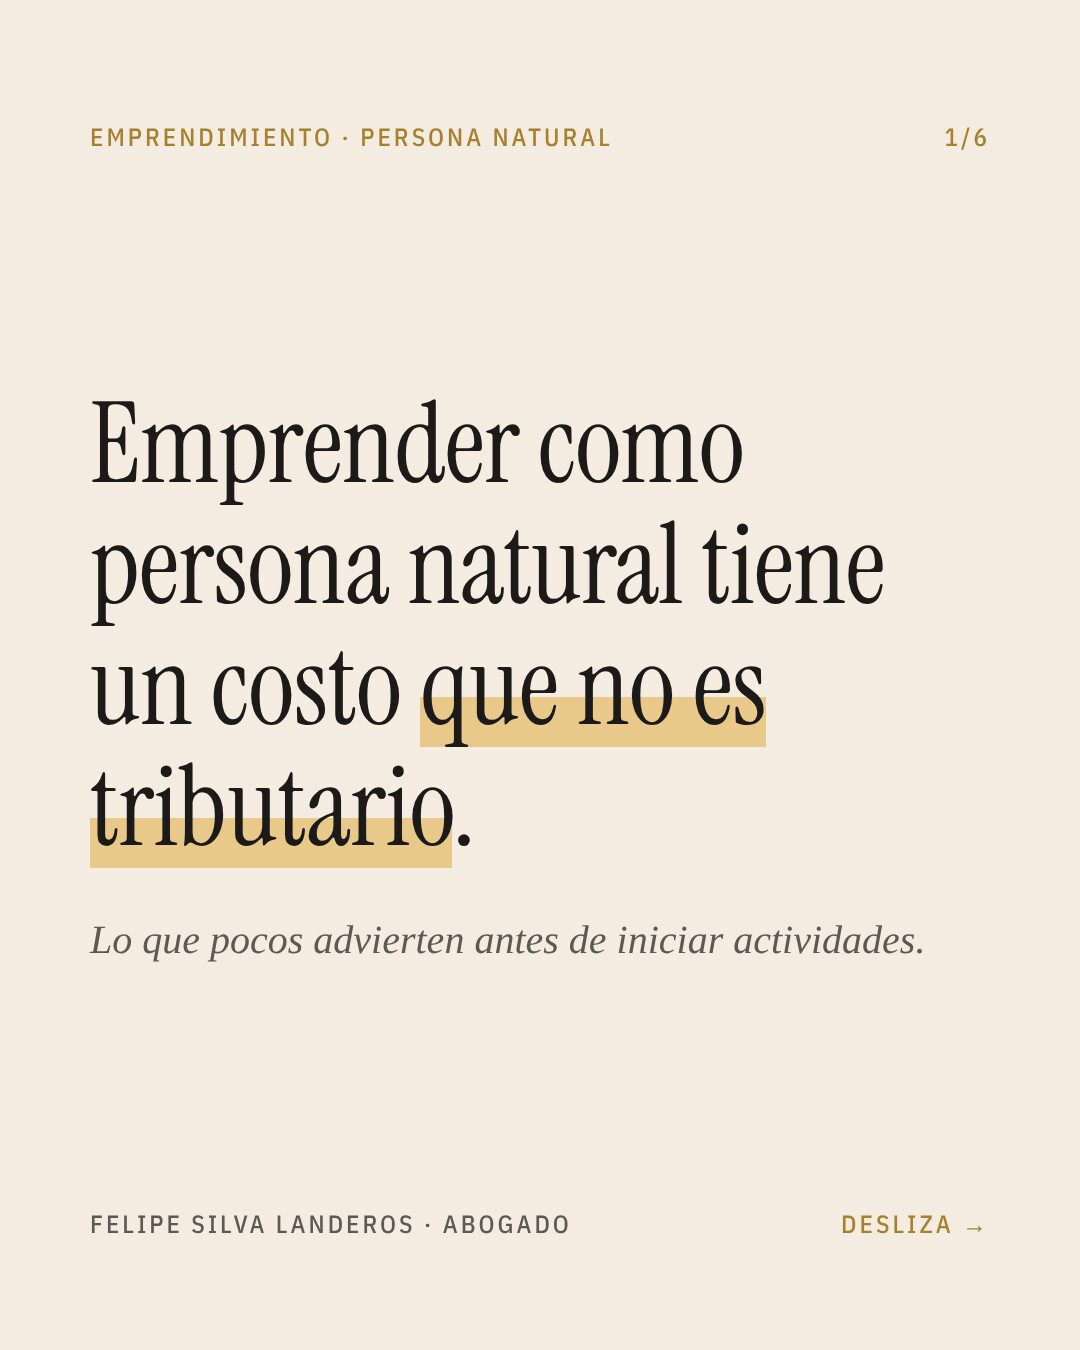 EMPRENDIMIENTO · PERSONA NATURAL
1/6
Emprender como
persona natural tiene
un costo que no es
tributario.
Lo que pocos advierten antes de iniciar actividades.
FELIPE SILVA LANDEROS · ABOGADO
DESLIZA →